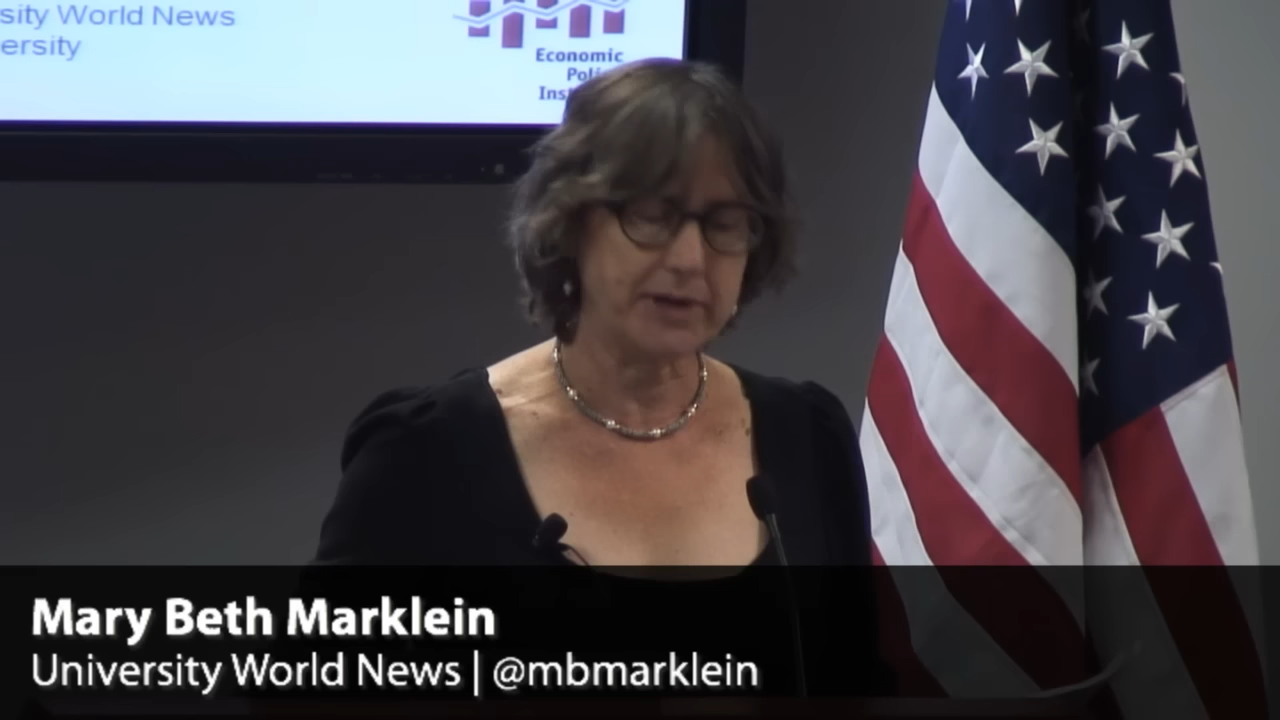 sity World News
ersity
Economic
Mary Beth Marklein
University World News | @mbmarklein